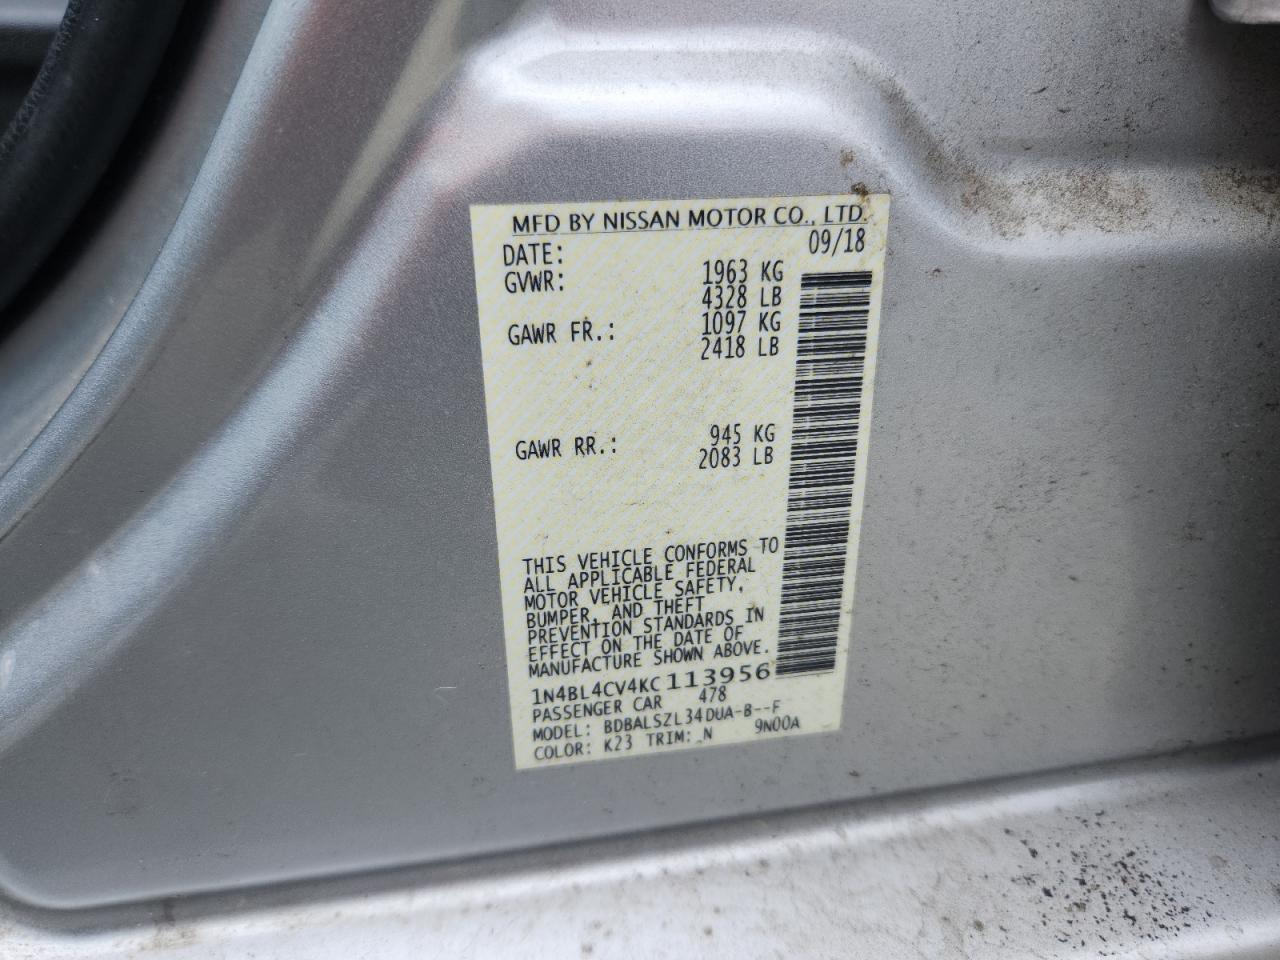 MFD BY NISSAN MOTOR CO., LTD.
DATE: 09/18
GVWR: 1963 KG
4328 LB
GAWR FR.: 1097 KG
2418 LB
GAWR RR.: 945 KG
2083 LB
THIS VEHICLE CONFORMS TO
ALL APPLICABLE FEDERAL
MOTOR VEHICLE SAFETY,
BUMPER, AND THEFT
PREVENTION STANDARDS IN
EFFECT ON THE DATE OF
MANUFACTURE SHOWN ABOVE.
1N4BL4CV4KC113956
PASSENGER CAR 478
MODEL: BDBALSZL34DUA-B--F
COLOR: K23 TRIM: N 9N00A